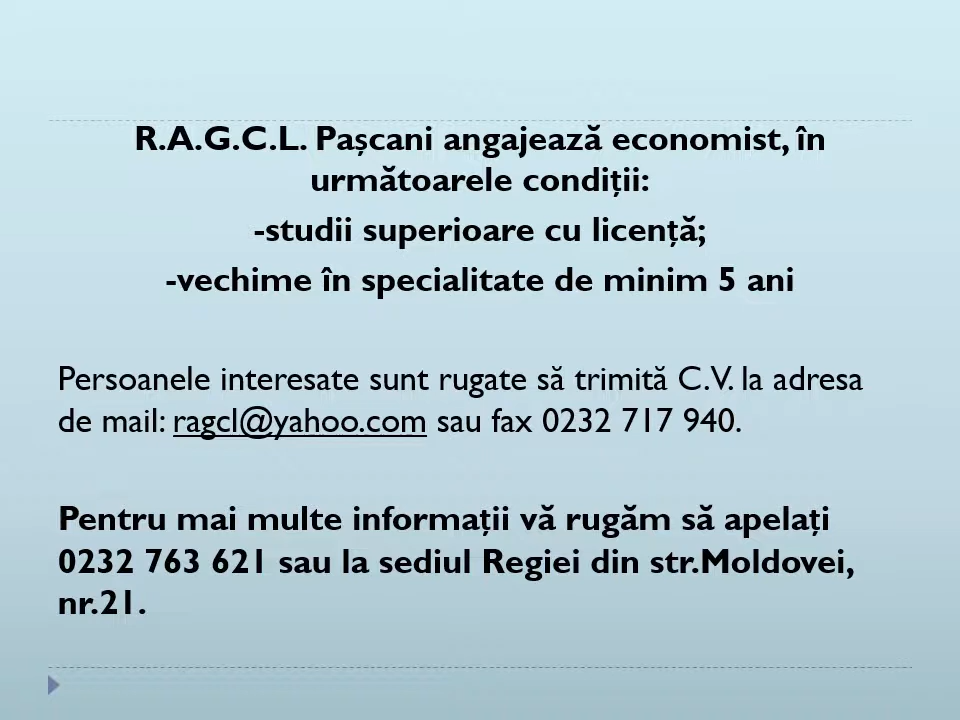 R.A.G.C.L. Pașcani angajează economist, în
următoarele condiții:
-studii superioare cu licență;
-vechime în specialitate de minim 5 ani
Persoanele interesate sunt rugate să trimită C.V. la adresa
de mail: ragcl@yahoo.com sau fax 0232 717 940.
Pentru mai multe informații vă rugăm să apelați
0232 763 621 sau la sediul Regiei din str.Moldovei,
nr.21.